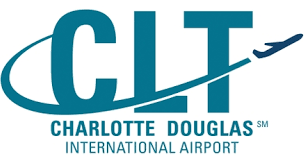 CLT
CHARLOTTE DOUGLAS SM
INTERNATIONAL AIRPORT